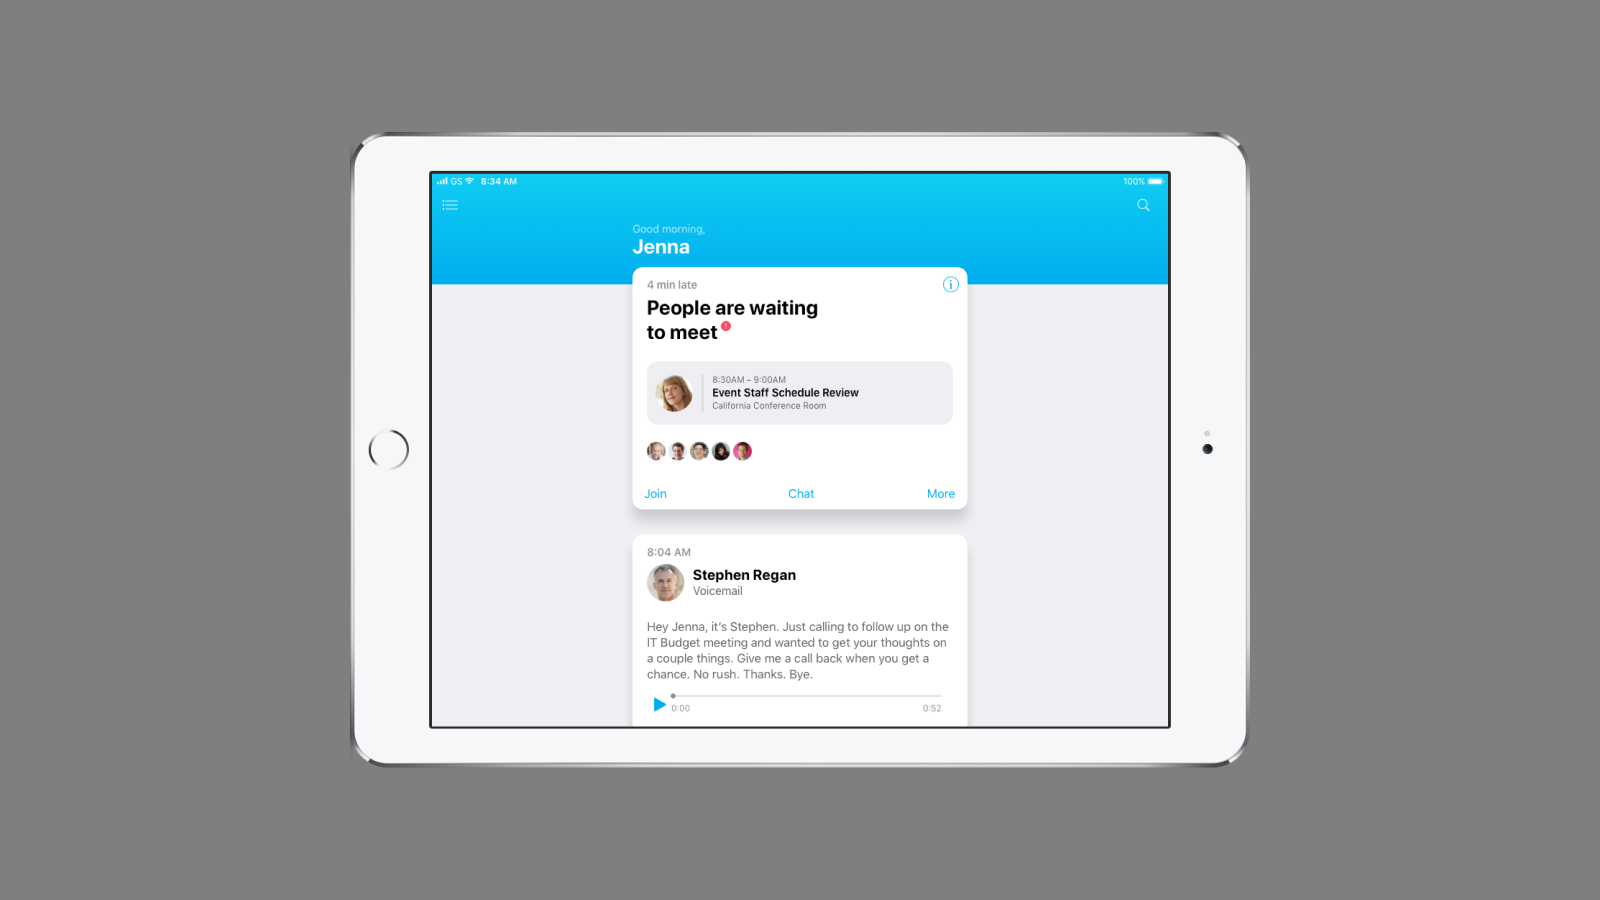 GS 8:34 AM 100%
Good morning,
Jenna
4 min late
People are waiting
to meet
8:30AM – 9:00AM
Event Staff Schedule Review
California Conference Room
Join Chat More
8:04 AM
Stephen Regan
Voicemail
Hey Jenna, it’s Stephen. Just calling to follow up on the
IT Budget meeting and wanted to get your thoughts on
a couple things. Give me a call back when you get a
chance. No rush. Thanks. Bye.
0:00 0:52